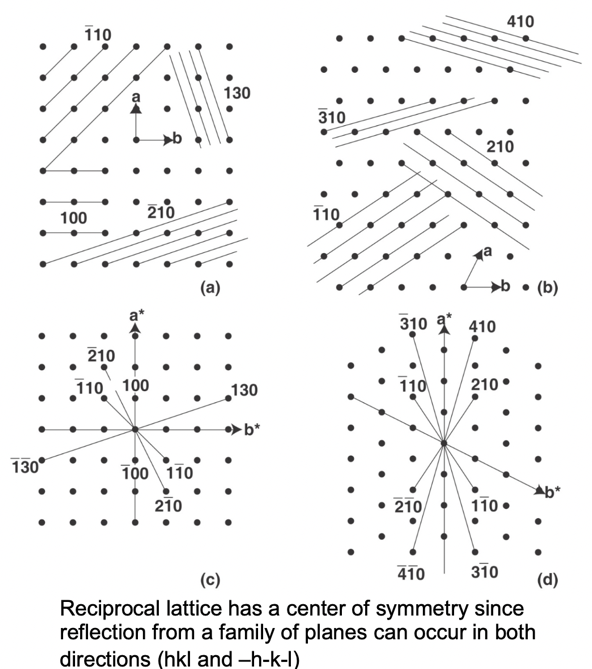 1̅10
410
130
a
b
3̅10
210
100
2̅10
1̅10
a
b
(a)
(b)
a*
2̅10
1̅10
100
130
b*
1̅3̅0
1̅00
11̅0
21̅0
(c)
3̅10
a*
410
1̅10
210
b*
2̅1̅0
11̅0
4̅1̅0
31̅0
(d)
Reciprocal lattice has a center of symmetry since
reflection from a family of planes can occur in both
directions (hkl and –h-k-l)